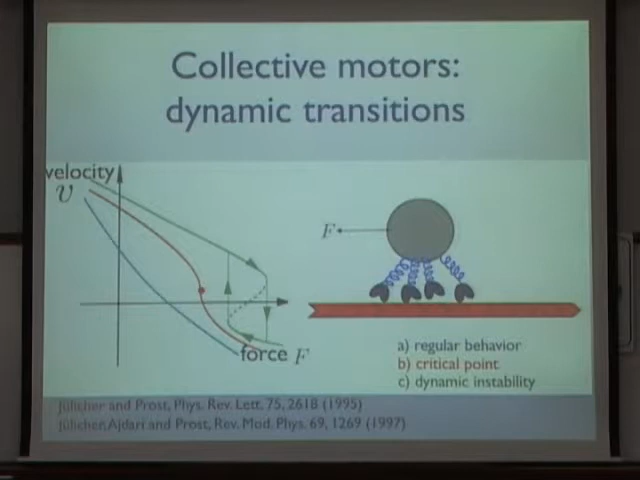 Collective motors:
dynamic transitions
velocity
v
F
force F
a) regular behavior
b) critical point
c) dynamic instability
Jülicher and Prost, Phys. Rev. Lett. 75, 2618 (1995)
Jülicher, Ajdari and Prost, Rev. Mod. Phys. 69, 1269 (1997)